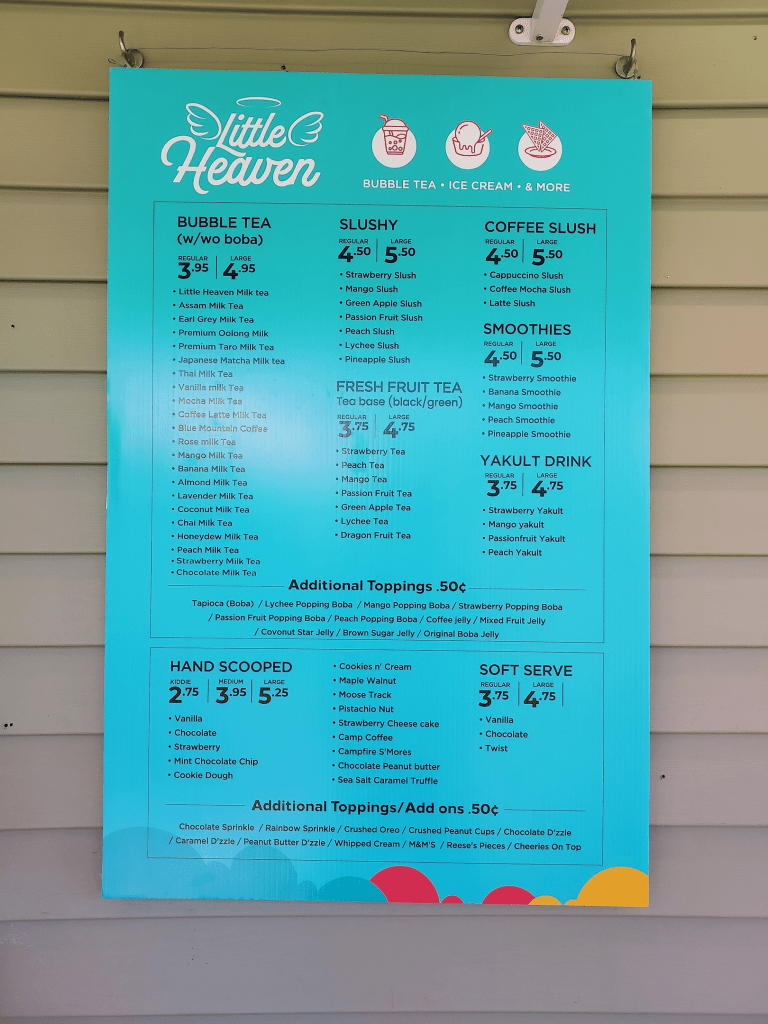 Little
Heaven
BUBBLE TEA • ICE CREAM • & MORE
BUBBLE TEA
(w/wo boba)
REGULAR LARGE
3.95 4.95
• Little Heaven Milk tea
• Assam Milk Tea
• Earl Grey Milk Tea
• Premium Oolong Milk
• Premium Taro Milk Tea
• Japanese Matcha Milk tea
• Thai Milk Tea
• Vanilla milk Tea
• Mocha Milk Tea
• Coffee Latte Milk Tea
• Blue Mountain Coffee
• Rose milk Tea
• Mango Milk Tea
• Banana Milk Tea
• Almond Milk Tea
• Lavender Milk Tea
• Coconut Milk Tea
• Chai Milk Tea
• Honeydew Milk Tea
• Peach Milk Tea
• Strawberry Milk Tea
• Chocolate Milk Tea
SLUSHY
REGULAR LARGE
4.50 5.50
• Strawberry Slush
• Mango Slush
• Green Apple Slush
• Passion Fruit Slush
• Peach Slush
• Lychee Slush
• Pineapple Slush
FRESH FRUIT TEA
Tea base (black/green)
REGULAR LARGE
3.75 4.75
• Strawberry Tea
• Peach Tea
• Mango Tea
• Passion Fruit Tea
• Green Apple Tea
• Lychee Tea
• Dragon Fruit Tea
COFFEE SLUSH
REGULAR LARGE
4.50 5.50
• Cappuccino Slush
• Coffee Mocha Slush
• Latte Slush
SMOOTHIES
REGULAR LARGE
4.50 5.50
• Strawberry Smoothie
• Banana Smoothie
• Mango Smoothie
• Peach Smoothie
• Pineapple Smoothie
YAKULT DRINK
REGULAR LARGE
3.75 4.75
• Strawberry Yakult
• Mango yakult
• Passionfruit Yakult
• Peach Yakult
Additional Toppings .50¢
Tapioca (Boba) / Lychee Popping Boba / Mango Popping Boba / Strawberry Popping Boba
/ Passion Fruit Popping Boba / Peach Popping Boba / Coffee jelly / Mixed Fruit Jelly
/ Covonut Star Jelly / Brown Sugar Jelly / Original Boba Jelly
HAND SCOOPED
KIDDIE MEDIUM LARGE
2.75 3.95 5.25
• Vanilla
• Chocolate
• Strawberry
• Mint Chocolate Chip
• Cookie Dough
• Cookies n' Cream
• Maple Walnut
• Moose Track
• Pistachio Nut
• Strawberry Cheese cake
• Camp Coffee
• Campfire S'Mores
• Chocolate Peanut butter
• Sea Salt Caramel Truffle
SOFT SERVE
REGULAR LARGE
3.75 4.75
• Vanilla
• Chocolate
• Twist
Additional Toppings/Add ons .50¢
Chocolate Sprinkle / Rainbow Sprinkle / Crushed Oreo / Crushed Peanut Cups / Chocolate D'zzle
/ Caramel D'zzle / Peanut Butter D'zzle / Whipped Cream / M&M'S / Reese's Pieces / Cheeries On Top